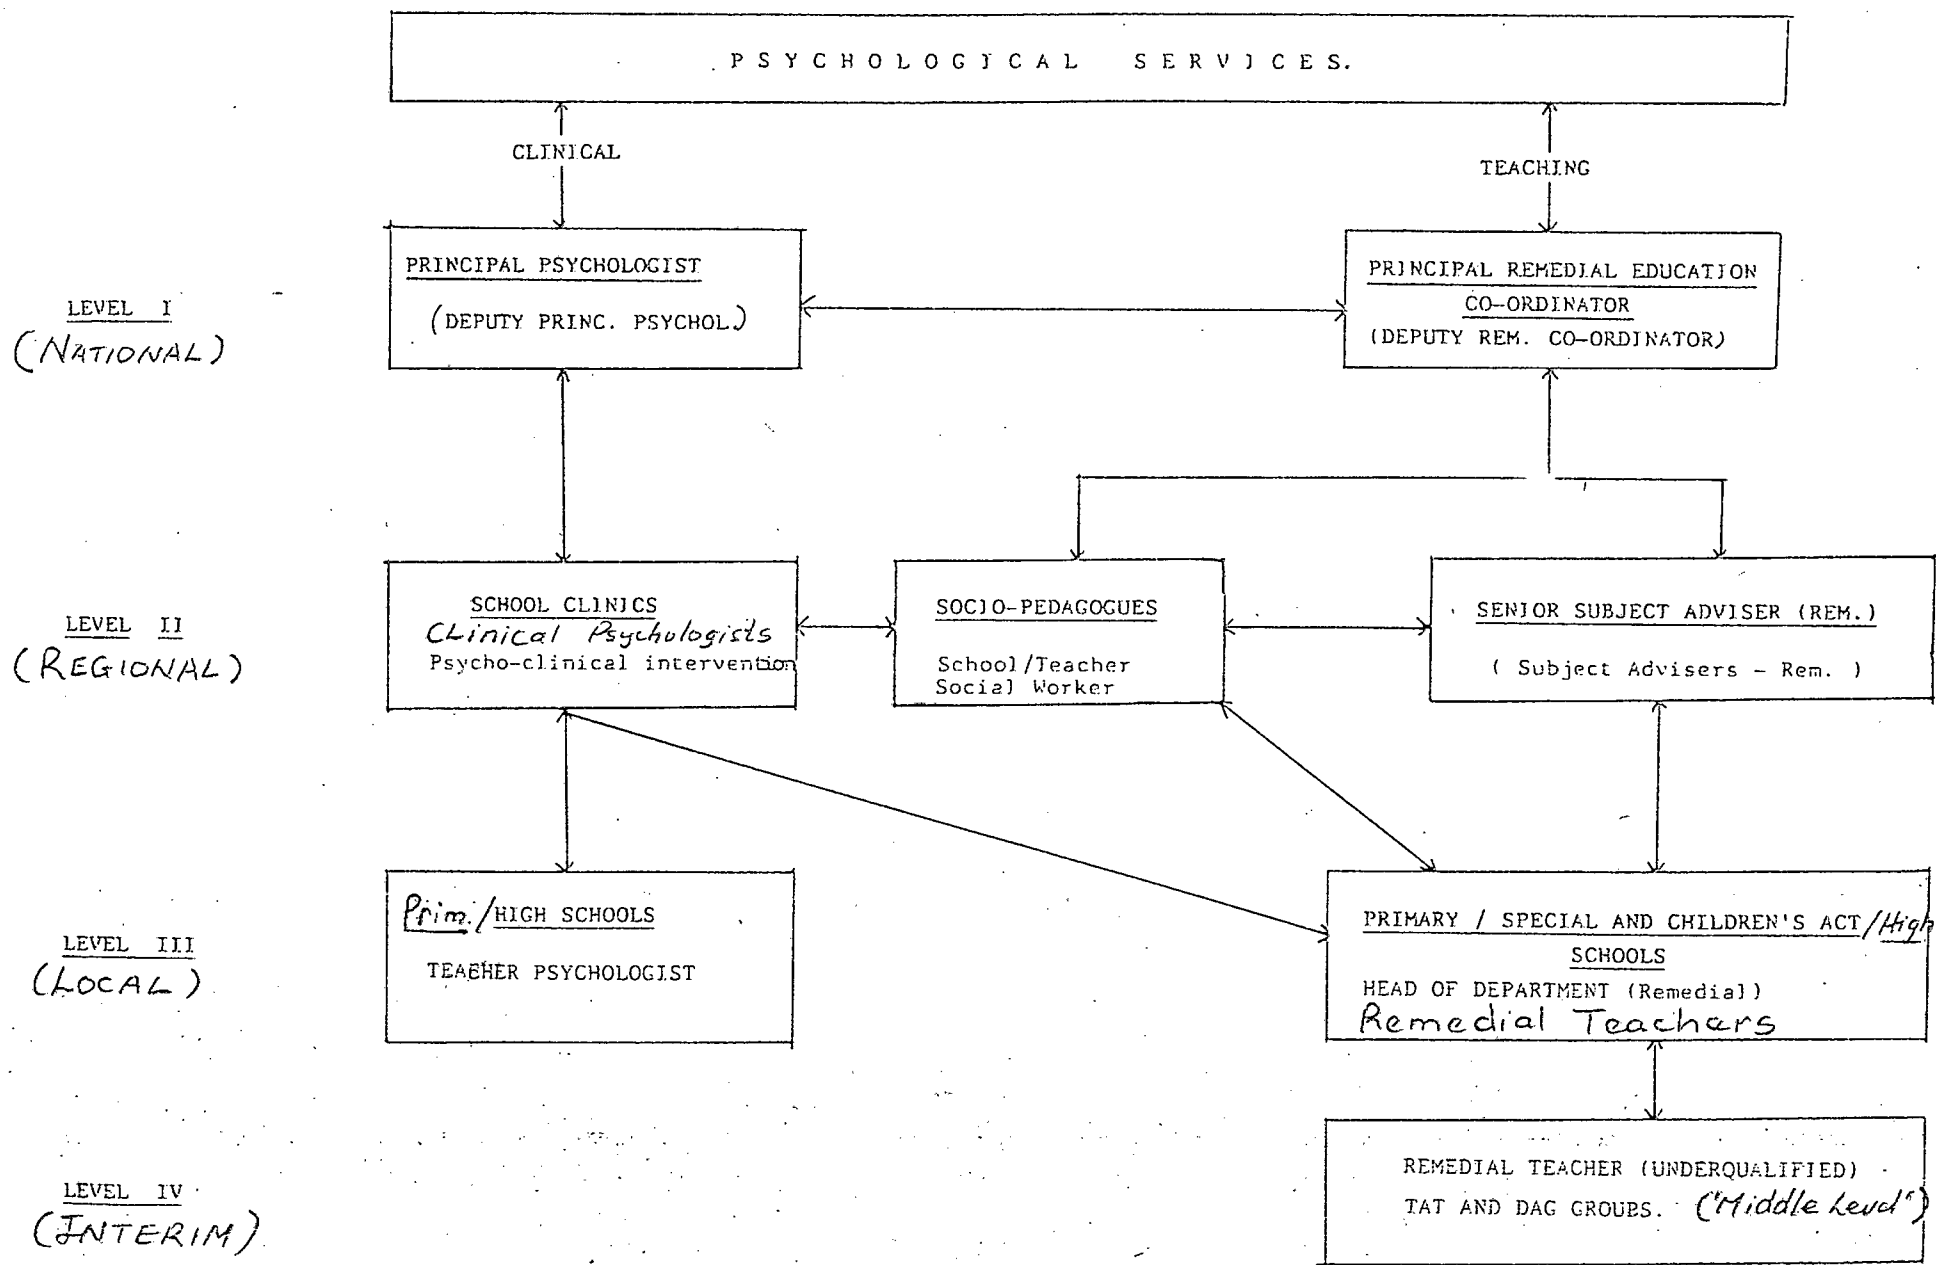 PSYCHOLOGICAL SERVICES.
CLINICAL
TEACHING
LEVEL I
(NATIONAL)
PRINCIPAL PSYCHOLOGIST
(DEPUTY PRINC. PSYCHOL.)
PRINCIPAL REMEDIAL EDUCATION
CO-ORDINATOR
(DEPUTY REM. CO-ORDINATOR)
LEVEL II
(REGIONAL)
SCHOOL CLINICS
Clinical Psychologists
Psycho-clinical intervention
SOCIO-PEDAGOGUES
School/Teacher
Social Worker
SENIOR SUBJECT ADVISER (REM.)
( Subject Advisers - Rem. )
LEVEL III
(LOCAL)
Prim./HIGH SCHOOLS
TEACHER PSYCHOLOGIST
PRIMARY / SPECIAL AND CHILDREN'S ACT/High
SCHOOLS
HEAD OF DEPARTMENT (Remedial)
Remedial Teachers
LEVEL IV
(INTERIM)
REMEDIAL TEACHER (UNDERQUALIFIED)
TAT AND DAG GROUPS. ("Middle Level")